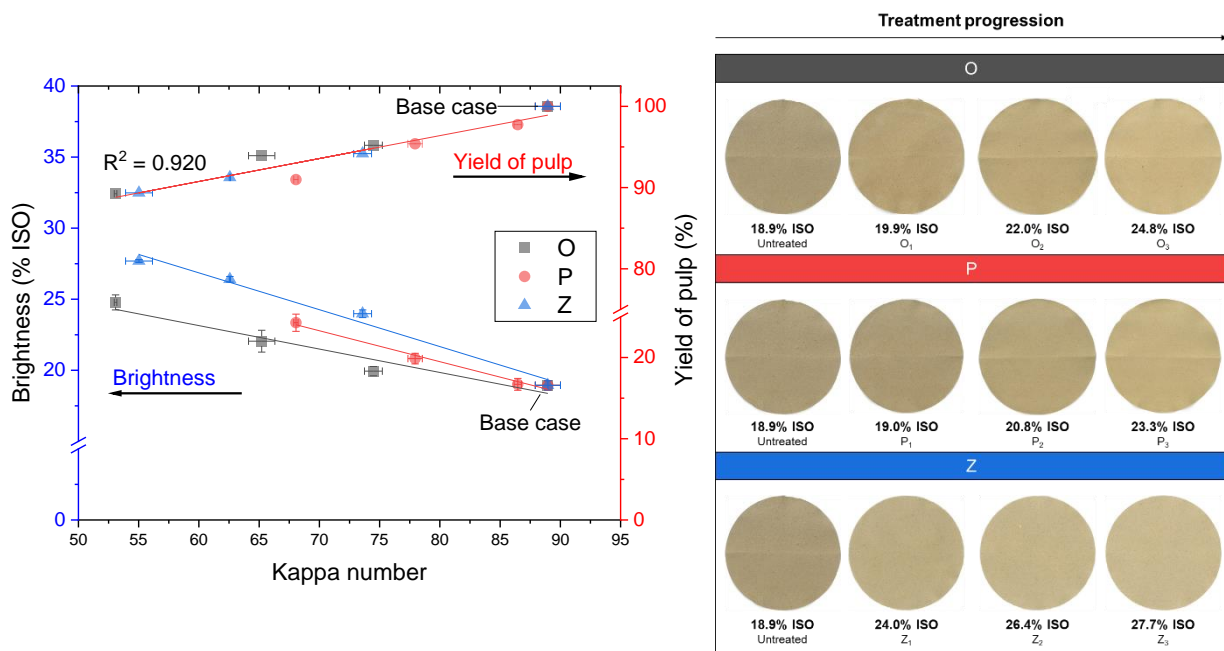 40
35
30
25
20
0
Brightness (% ISO)
R² = 0.920
Base case
Yield of pulp
O
P
Z
Brightness
Base case
100
90
80
20
10
0
Yield of pulp (%)
50 55 60 65 70 75 80 85 90 95
Kappa number
Treatment progression
O
18.9% ISO 19.9% ISO 22.0% ISO 24.8% ISO
Untreated O₁ O₂ O₃
P
18.9% ISO 19.0% ISO 20.8% ISO 23.3% ISO
Untreated P₁ P₂ P₃
Z
18.9% ISO 24.0% ISO 26.4% ISO 27.7% ISO
Untreated Z₁ Z₂ Z₃